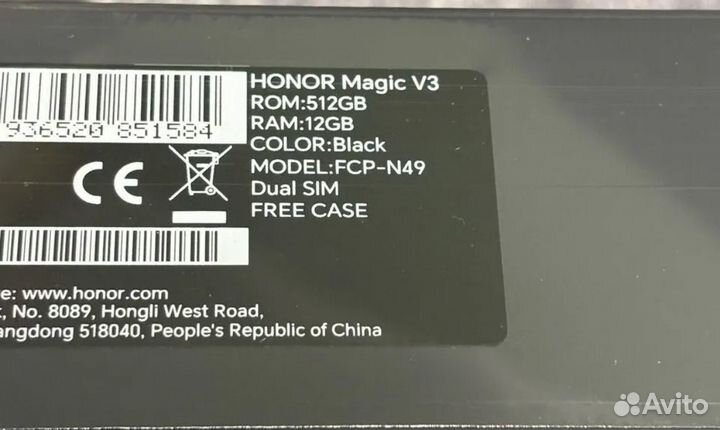 HONOR Magic V3
ROM:512GB
RAM:12GB
COLOR:Black
MODEL:FCP-N49
Dual SIM
FREE CASE
936520 851584
CE
re: www.honor.com
k, No. 8089, Hongli West Road,
angdong 518040, People's Republic of China
Avito